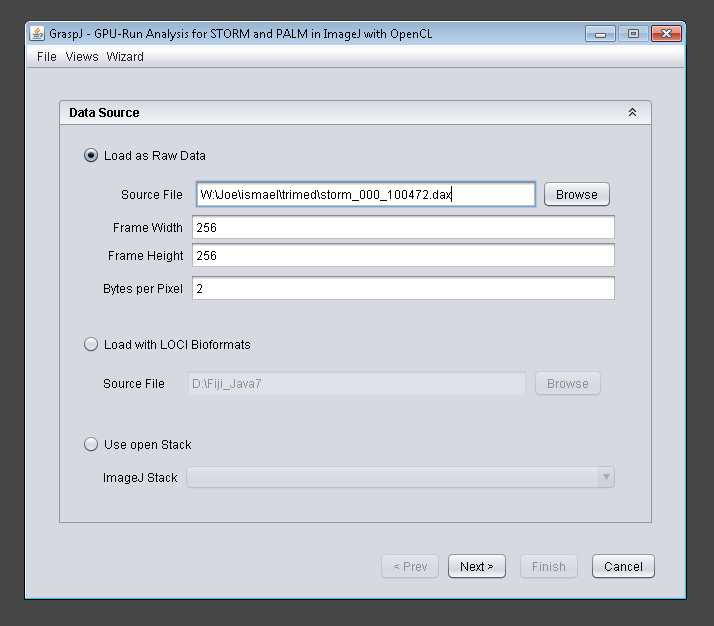 GraspJ - GPU-Run Analysis for STORM and PALM in ImageJ with OpenCL
File Views Wizard
Data Source
Load as Raw Data
Source File W:\Joe\ismael\trimed\storm_000_100472.dax Browse
Frame Width 256
Frame Height 256
Bytes per Pixel 2
Load with LOCI Bioformats
Source File D:\Fiji_Java7 Browse
Use open Stack
ImageJ Stack
< Prev Next > Finish Cancel